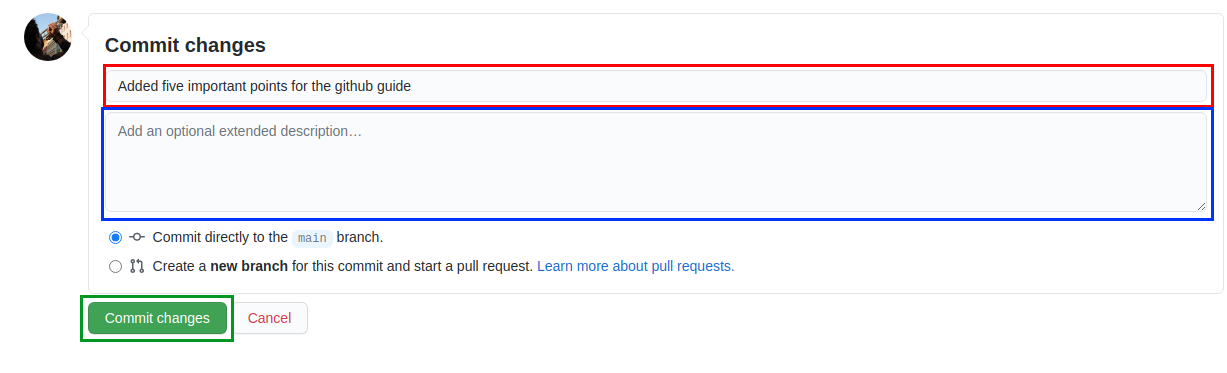 Commit changes
Added five important points for the github guide
Add an optional extended description…
Commit directly to the main branch.
Create a new branch for this commit and start a pull request. Learn more about pull requests.
Commit changes Cancel